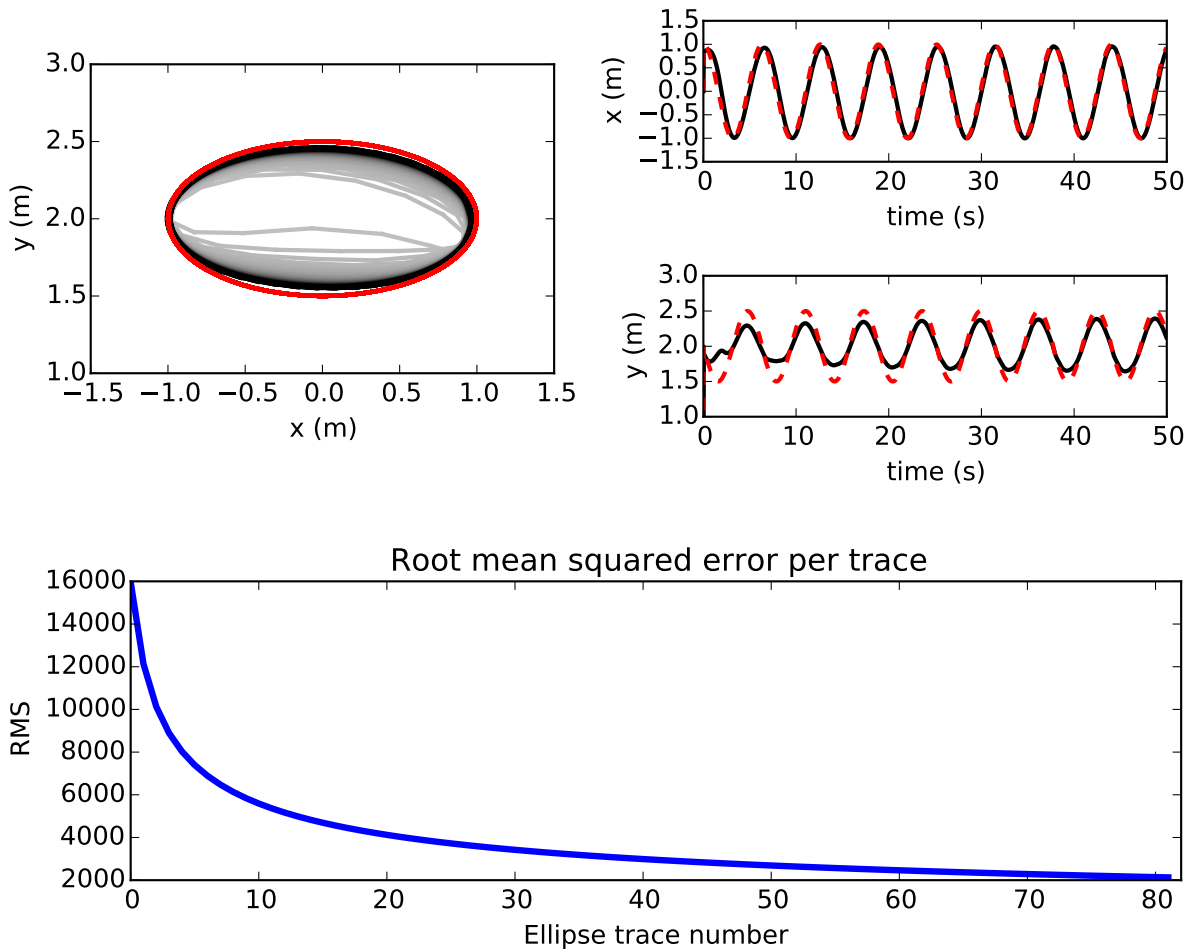 3.0
2.5
2.0
1.5
1.0
y (m)
−1.5 −1.0 −0.5 0.0 0.5 1.0 1.5
x (m)
1.5
1.0
0.5
0.0
−0.5
−1.0
−1.5
x (m)
0 10 20 30 40 50
time (s)
3.0
2.5
2.0
1.5
1.0
y (m)
0 10 20 30 40 50
time (s)
Root mean squared error per trace
16000
14000
12000
10000
8000
6000
4000
2000
RMS
0 10 20 30 40 50 60 70 80
Ellipse trace number